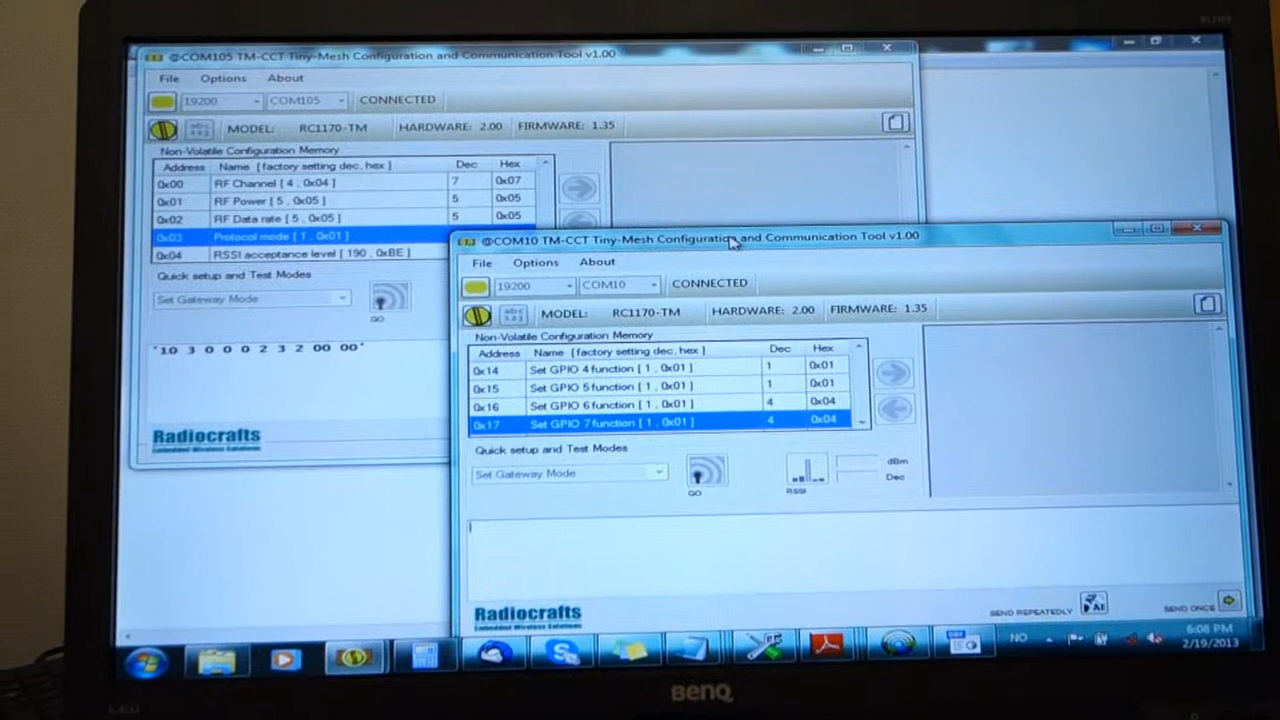 @COM105 TM-CCT Tiny-Mesh Configuration and Communication Tool v1.00
File Options About
19200 COM105 CONNECTED
MODEL: RC1170-TM HARDWARE: 2.00 FIRMWARE: 1.35
Non-Volatile Configuration Memory
Address Name [factory setting dec, hex] Dec Hex
0x00 RF Channel [ 4 , 0x04 ] 7 0x07
0x01 RF Power [ 5 , 0x05 ] 5 0x05
0x02 RF Data rate [ 5 , 0x05 ] 5 0x05
0x03 Protocol mode [ 1 , 0x01 ]
0x04 RSSI acceptance level [ 190 , 0xBE ]
Quick setup and Test Modes
Set Gateway Mode
GO
'10 3 0 0 0 2 3 2 00 00'
Radiocrafts
Embedded Wireless Solutions
@COM10 TM-CCT Tiny-Mesh Configuration and Communication Tool v1.00
File Options About
19200 COM10 CONNECTED
abc
123
MODEL: RC1170-TM HARDWARE: 2.00 FIRMWARE: 1.35
Non-Volatile Configuration Memory
Address Name [factory setting dec, hex] Dec Hex
0x14 Set GPIO 4 function [ 1 , 0x01 ] 1 0x01
0x15 Set GPIO 5 function [ 1 , 0x01 ] 1 0x01
0x16 Set GPIO 6 function [ 1 , 0x01 ] 4 0x04
0x17 Set GPIO 7 function [ 1 , 0x01 ] 4 0x04
Quick setup and Test Modes
Set Gateway Mode
GO
RSSI
dBm
Dec
Radiocrafts
Embedded Wireless Solutions
SEND REPEATEDLY
SEND ONCE
NO
6:08 PM
2/19/2013
BenQ